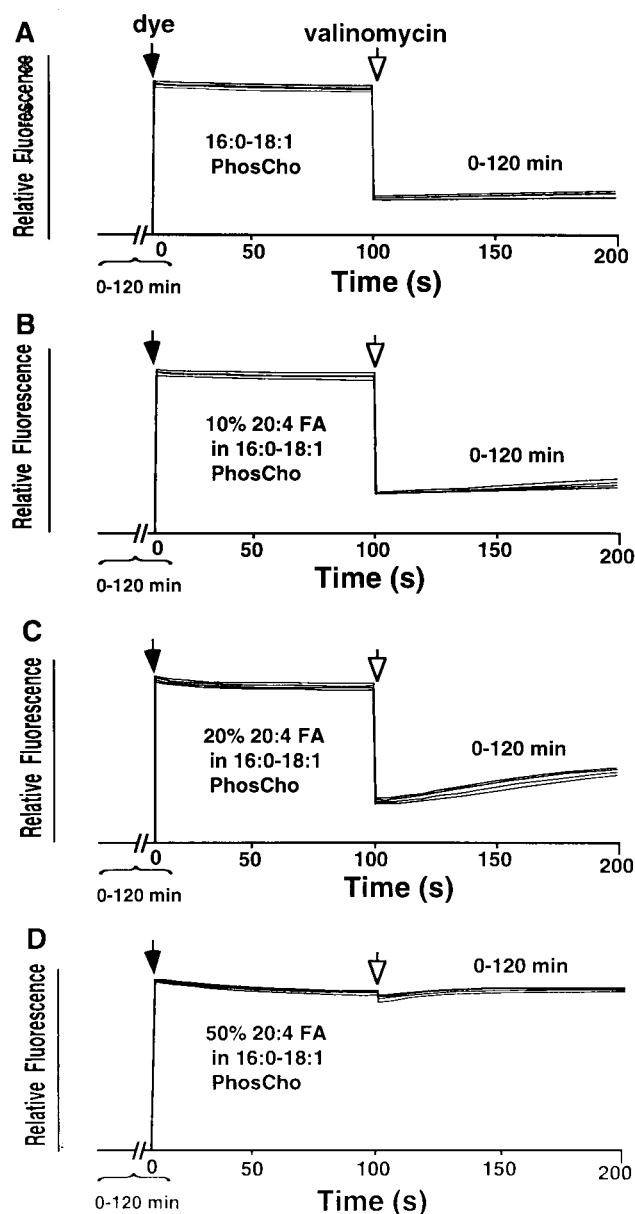 A
dye
valinomycin
Relative Fluorescence
16:0-18:1
PhosCho
0-120 min
0
50
100
150
200
0-120 min
Time (s)
B
Relative Fluorescence
10% 20:4 FA
in 16:0-18:1
PhosCho
0-120 min
0
50
100
150
200
0-120 min
Time (s)
C
Relative Fluorescence
20% 20:4 FA
in 16:0-18:1
PhosCho
0-120 min
0
50
100
150
200
0-120 min
Time (s)
D
Relative Fluorescence
50% 20:4 FA
in 16:0-18:1
PhosCho
0-120 min
0
50
100
150
200
0-120 min
Time (s)